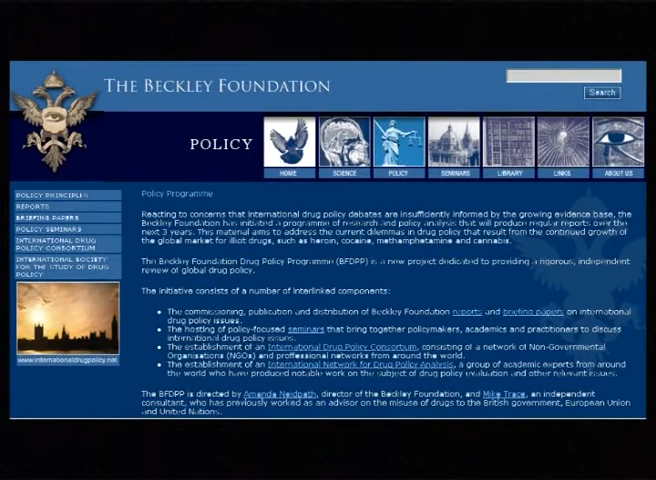 THE BECKLEY FOUNDATION
Search
POLICY
HOME
SCIENCE
POLICY
SEMINARS
LIBRARY
LINKS
ABOUT US
POLICY PRINCIPLES
REPORTS
BRIEFING PAPERS
POLICY SEMINARS
INTERNATIONAL DRUG
POLICY CONSORTIUM
INTERNATIONAL SOCIETY
FOR THE STUDY OF DRUG
POLICY
www.internationaldrugpolicy.net
Policy Programme
Reacting to concerns that international drug policy debates are insufficiently informed by the growing evidence base, the
Beckley Foundation has initiated a programme of research and policy analysis that will produce regular reports over the
next 3 years. This material aims to address the current dilemmas in drug policy that result from the continued growth of
the global market for illicit drugs, such as heroin, cocaine, methamphetamine and cannabis.
The Beckley Foundation Drug Policy Programme (BFDPP) is a new project dedicated to providing a rigorous, independent
review of global drug policy.
The initiative consists of a number of interlinked components:
• The commissioning, publication and distribution of Beckley Foundation reports and briefing papers on international
drug policy issues.
• The hosting of policy-focused seminars that bring together policymakers, academics and practitioners to discuss
international drug policy issues.
• The establishment of an International Drug Policy Consortium, consisting of a network of Non-Governmental
Organisations (NGOs) and proffessional networks from around the world.
• The establishment of an International Network for Drug Policy Analysis, a group of academic experts from around
the world who have produced notable work on the subject of drug policy evaluation and other relevant issues.
The BFDPP is directed by Amanda Neidpath, director of the Beckley Foundation, and Mike Trace, an independent
consultant, who has previously worked as an advisor on the misuse of drugs to the British government, European Union
and United Nations.